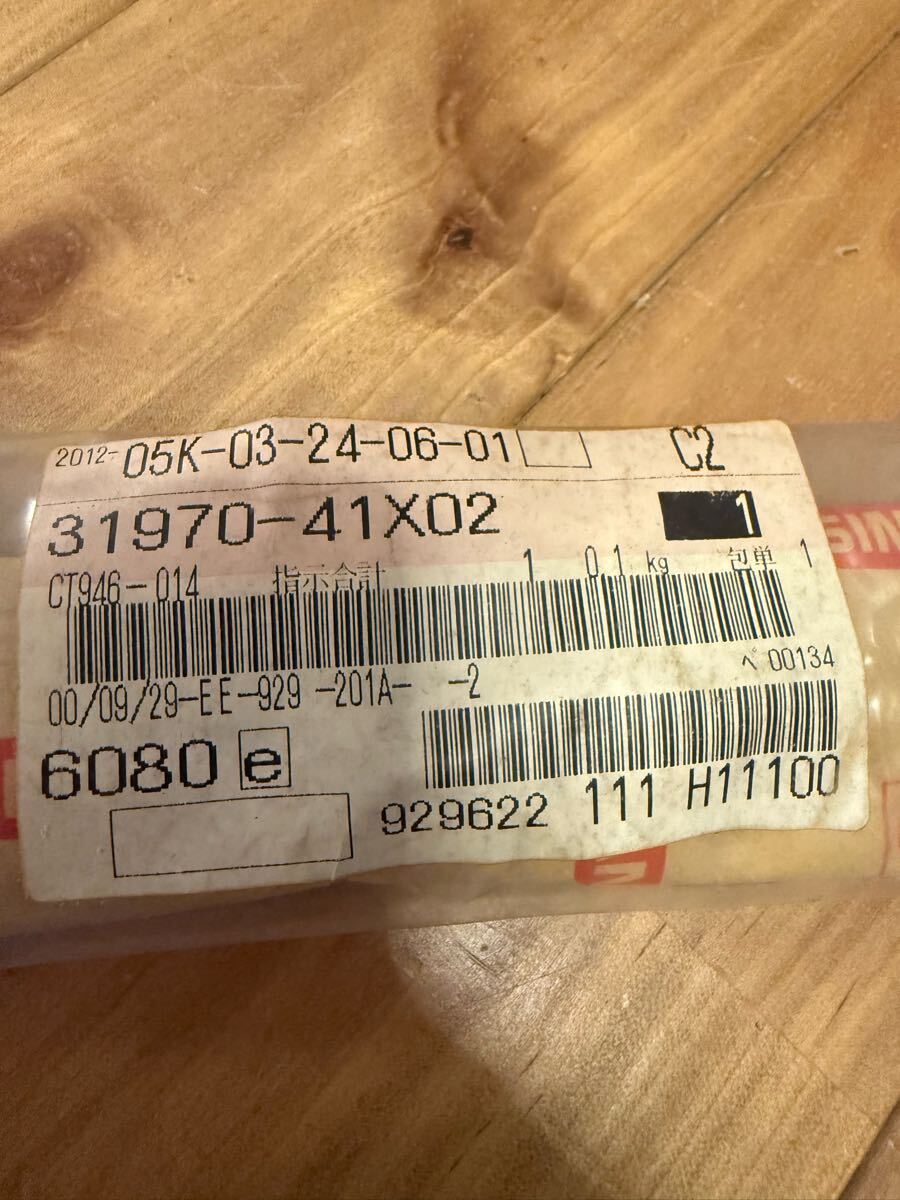 2012- 05K-03-24-06-01 C2
31970-41X02 1
CT946-014 指示合計 1 0.1 kg 包単 1
00/09/29-EE-929 -201A- -2 ペ 00134
6080 e
929622 111 H11100